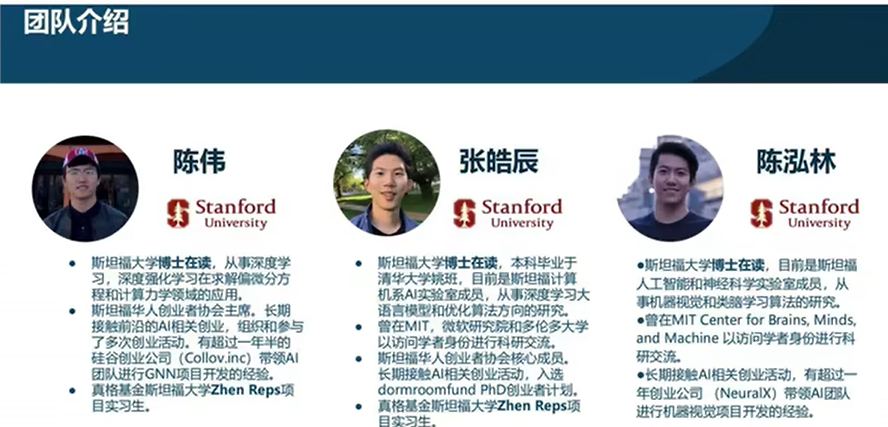 团队介绍
陈伟
Stanford
University
斯坦福大学博士在读，从事深度学
习，深度强化学习在求解偏微分方
程和计算力学领域的应用。
斯坦福华人创业者协会主席。长期
接触前沿的AI相关创业，组织和参与
了多次创业活动。有超过一年半的
硅谷创业公司（Collov.inc）带领AI
团队进行GNN项目开发的经验。
真格基金斯坦福大学Zhen Reps项
目实习生。
张皓辰
Stanford
University
斯坦福大学博士在读，本科毕业于
清华大学姚班，目前是斯坦福计算
机系AI实验室成员，从事深度学习大
语言模型和优化算法方向的研究。
曾在MIT，微软研究院和多伦多大学
以访问学者身份进行科研交流。
斯坦福华人创业者协会核心成员。
长期接触AI相关创业活动，入选
dormroomfund PhD创业者计划。
真格基金斯坦福大学Zhen Reps项
目实习生。
陈泓林
Stanford
University
●斯坦福大学博士在读，目前是斯坦福
人工智能和神经科学实验室成员，从
事机器视觉和类脑学习算法的研究。
●曾在MIT Center for Brains, Minds,
and Machine 以访问学者身份进行科
研交流。
●长期接触AI相关创业活动，有超过一
年创业公司 （NeuralX）带领AI团队
进行机器视觉项目开发的经验。